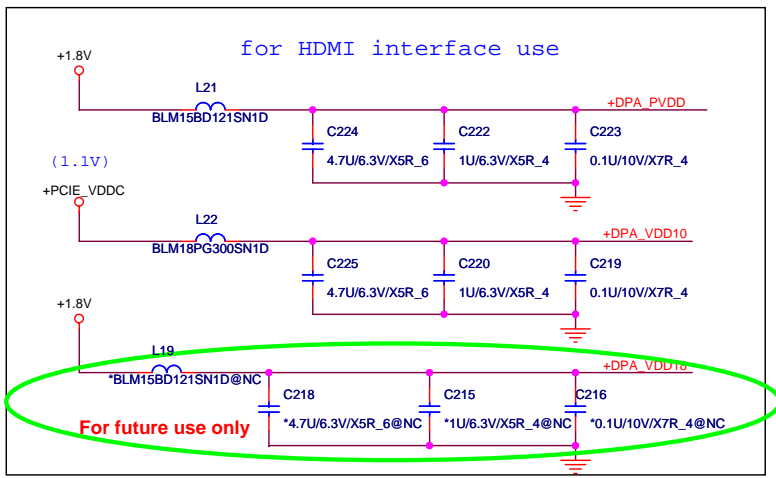 for HDMI interface use
+1.8V
L21
BLM15BD121SN1D
+DPA_PVDD
C224
4.7U/6.3V/X5R_6
C222
1U/6.3V/X5R_4
C223
0.1U/10V/X7R_4
(1.1V)
+PCIE_VDDC
L22
BLM18PG300SN1D
+DPA_VDD10
C225
4.7U/6.3V/X5R_6
C220
1U/6.3V/X5R_4
C219
0.1U/10V/X7R_4
+1.8V
L19
*BLM15BD121SN1D@NC
+DPA_VDD18
C218
*4.7U/6.3V/X5R_6@NC
C215
*1U/6.3V/X5R_4@NC
C216
*0.1U/10V/X7R_4@NC
For future use only